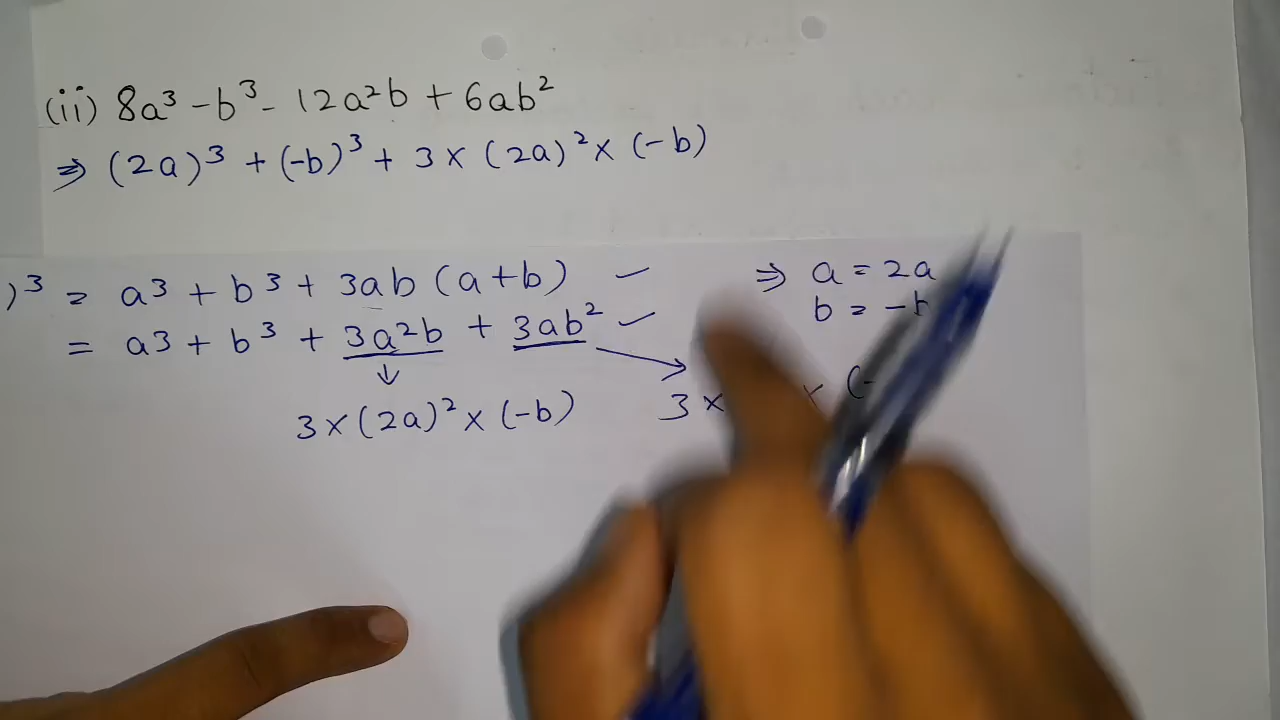 (ii) 8a³ - b³ - 12a²b + 6ab²
⇒ (2a)³ + (-b)³ + 3 × (2a)² × (-b)
)³ = a³ + b³ + 3ab (a+b) –
⇒ a = 2a
b = -b
= a³ + b³ + 3a²b + 3ab² –
↓
3 × (2a)² × (-b)
3 × × (-